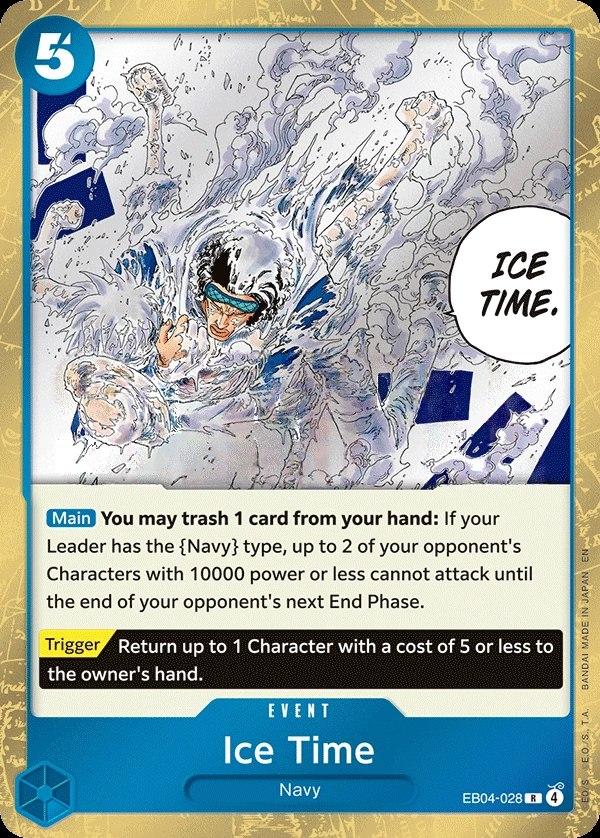 5
ICE
TIME.
Main You may trash 1 card from your hand: If your
Leader has the {Navy} type, up to 2 of your opponent's
Characters with 10000 power or less cannot attack until
the end of your opponent's next End Phase.
Trigger Return up to 1 Character with a cost of 5 or less to
the owner's hand.
EVENT
Ice Time
Navy
EB04-028 R 4
BANDAI MADE IN JAPAN EN